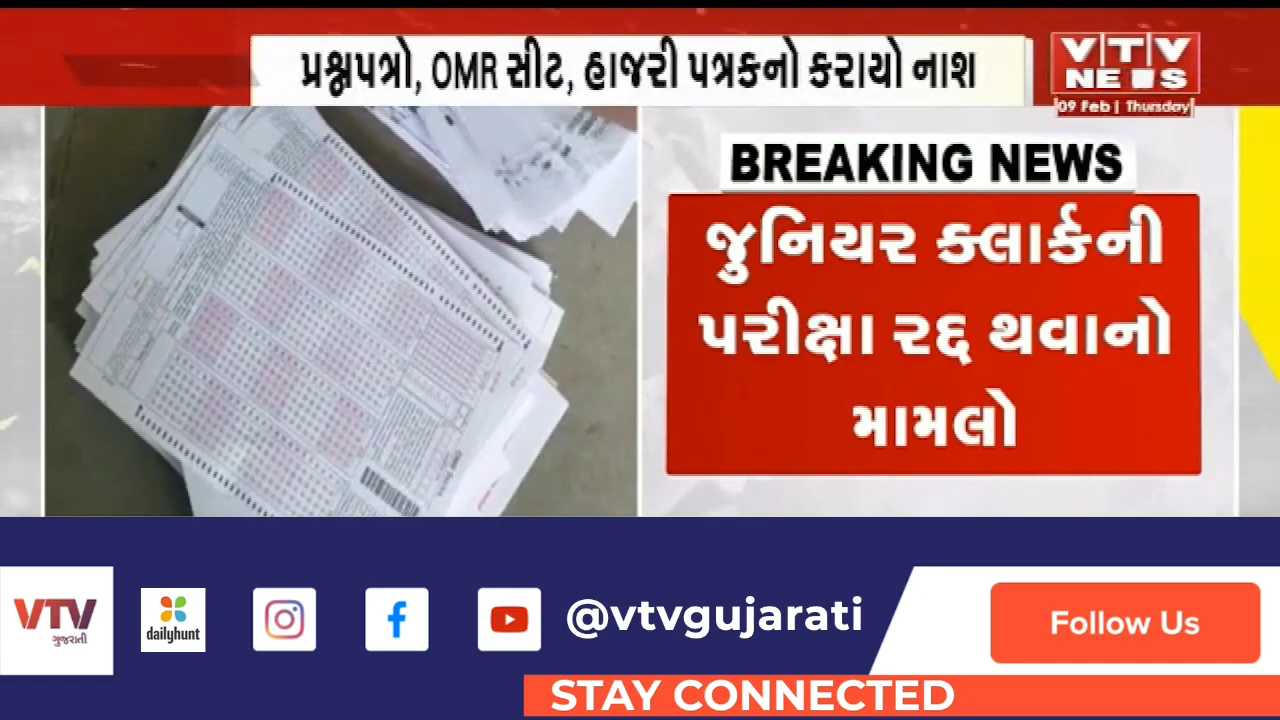 પ્રશ્નપત્રો, OMR સીટ, હાજરી પત્રકનો કરાયો નાશ
VTV
NEWS
09 Feb | Thursday
BREAKING NEWS
જુનિયર ક્લાર્કની
પરીક્ષા રદ્દ થવાનો
મામલો
VTV
ગુજરાતી
dailyhunt
@vtvgujarati
Follow Us
STAY CONNECTED